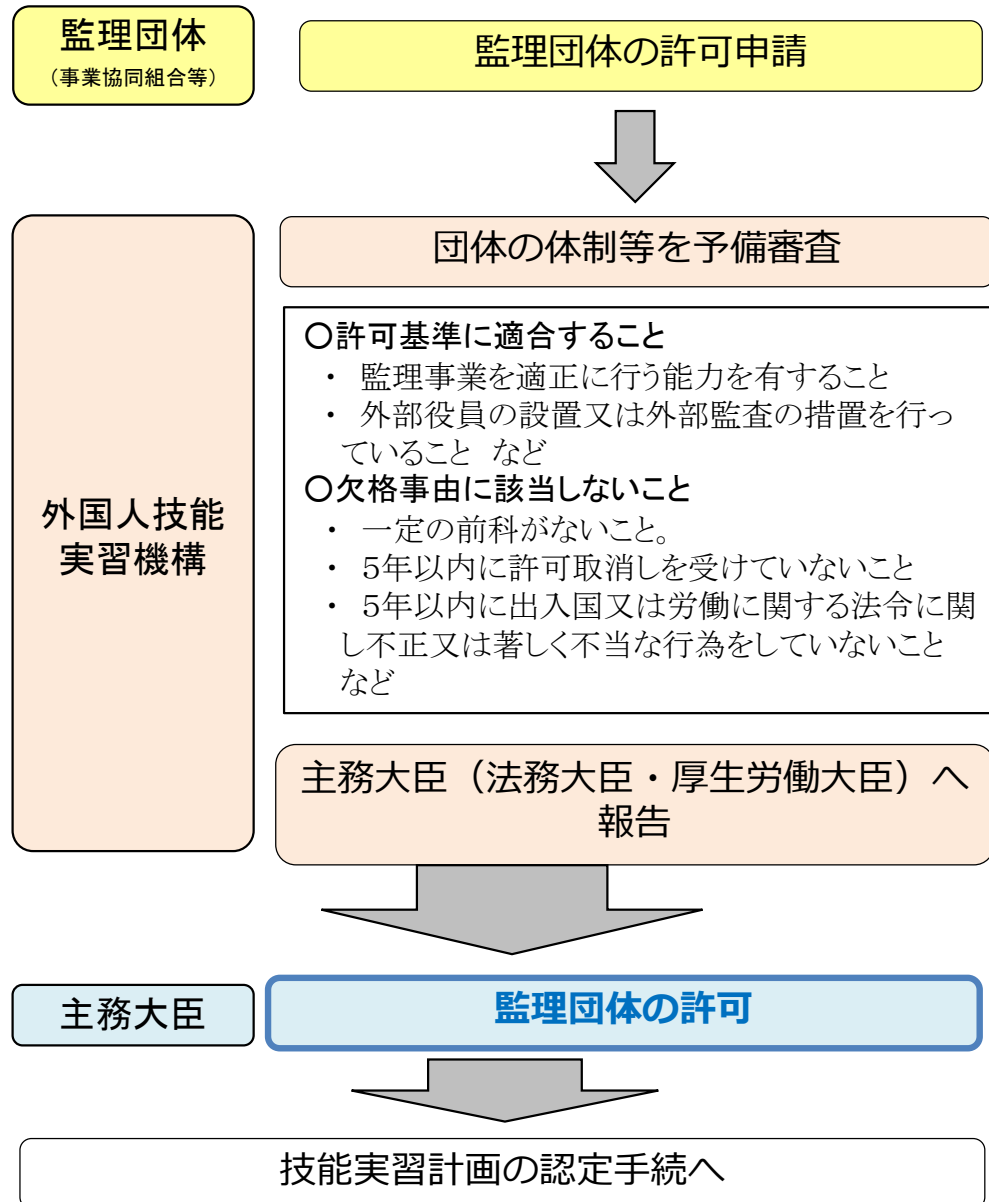 監理団体
（事業協同組合等）
監理団体の許可申請
団体の体制等を予備審査
○許可基準に適合すること
・ 監理事業を適正に行う能力を有すること
・ 外部役員の設置又は外部監査の措置を行っ
ていること など
○欠格事由に該当しないこと
・ 一定の前科がないこと。
・ 5年以内に許可取消しを受けていないこと
・ 5年以内に出入国又は労働に関する法令に関
し不正又は著しく不当な行為をしていないこと
など
外国人技能
実習機構
主務大臣（法務大臣・厚生労働大臣）へ
報告
主務大臣
監理団体の許可
技能実習計画の認定手続へ